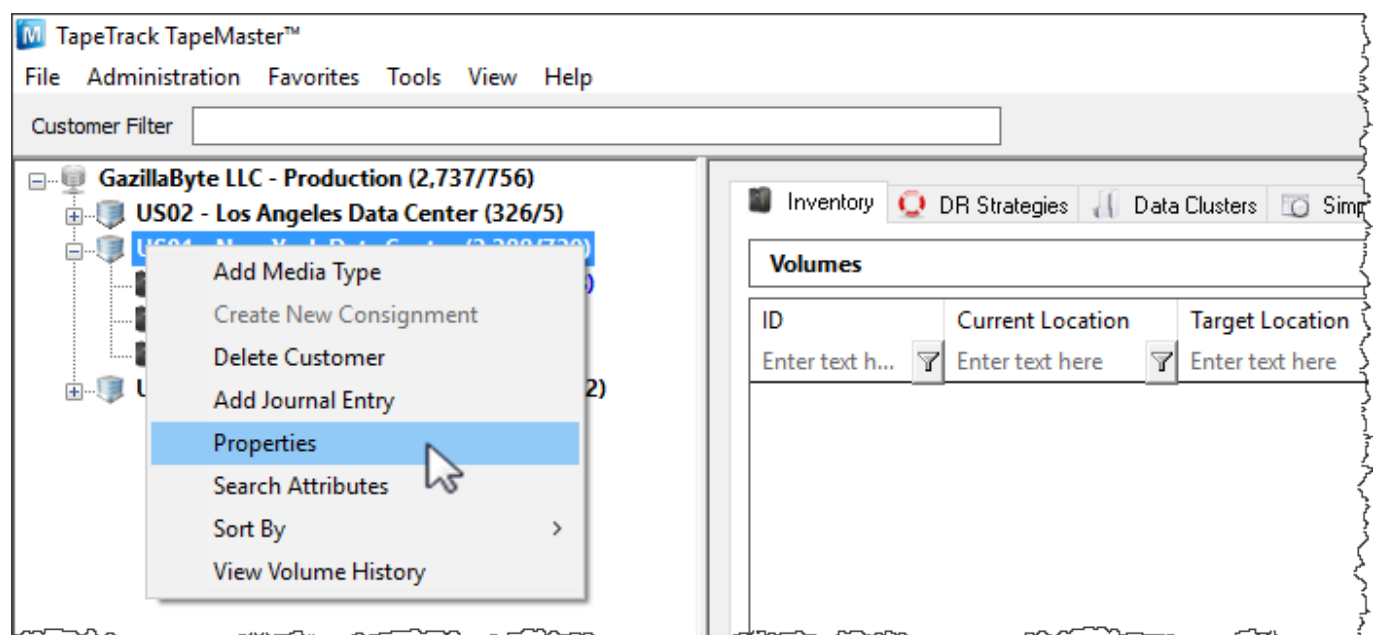 TapeTrack TapeMaster™
File Administration Favorites Tools View Help
Customer Filter
GazillaByte LLC - Production (2,737/756)
US02 - Los Angeles Data Center (326/5)
Add Media Type
Create New Consignment
Delete Customer
Add Journal Entry
Properties
Search Attributes
Sort By
View Volume History
2)
Inventory DR Strategies Data Clusters
Volumes
ID Current Location Target Location
Enter text h... Enter text here Enter text here